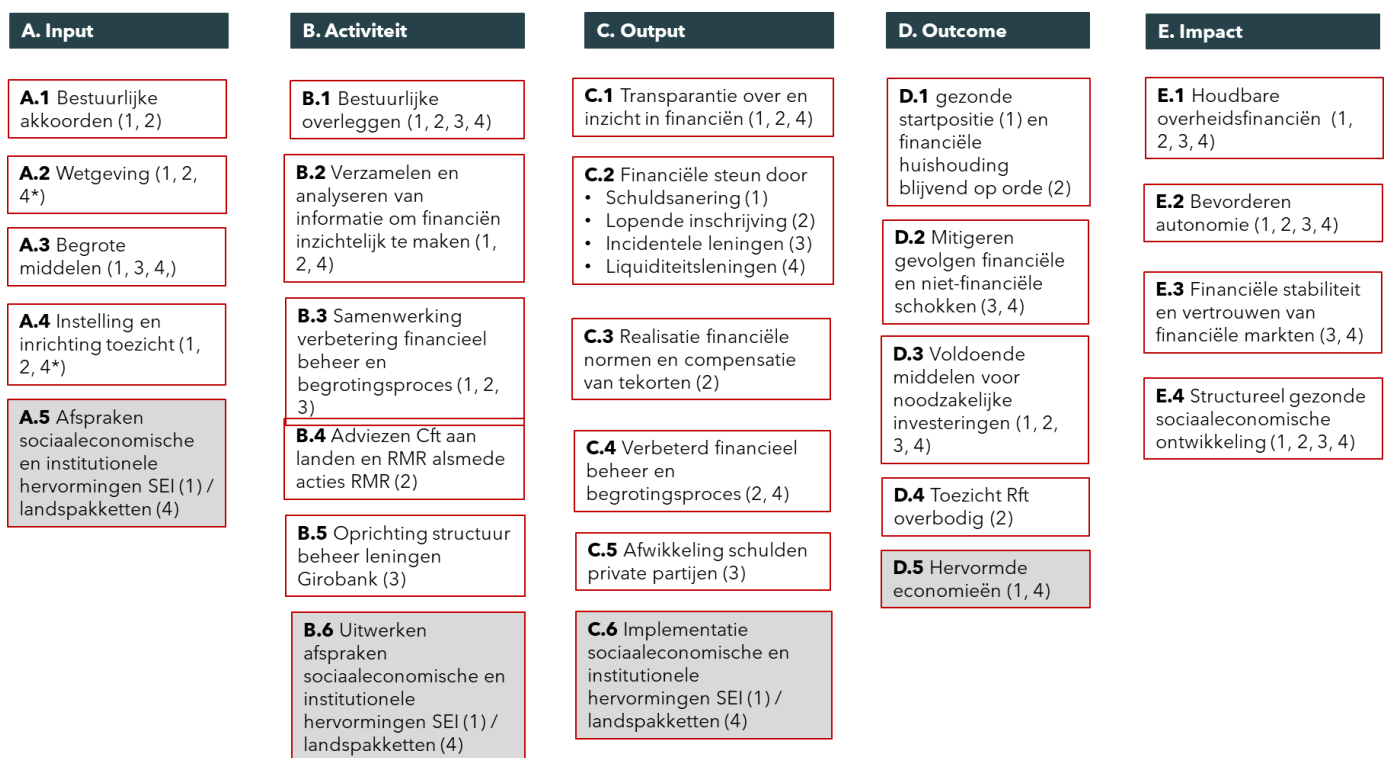 A. Input
A.1 Bestuurlijke
akkoorden (1, 2)
A.2 Wetgeving (1, 2,
4*)
A.3 Begrote
middelen (1, 3, 4,)
A.4 Instelling en
inrichting toezicht (1,
2, 4*)
A.5 Afspraken
sociaaleconomische
en institutionele
hervormingen SEI (1) /
landspakketten (4)
B. Activiteit
B.1 Bestuurlijke
overleggen (1, 2, 3, 4)
B.2 Verzamelen en
analyseren van
informatie om financiën
inzichtelijk te maken (1,
2, 4)
B.3 Samenwerking
verbetering financieel
beheer en
begrotingsproces (1, 2,
3)
B.4 Adviezen Cft aan
landen en RMR alsmede
acties RMR (2)
B.5 Oprichting structuur
beheer leningen
Girobank (3)
B.6 Uitwerken
afspraken
sociaaleconomische en
institutionele
hervormingen SEI (1) /
landspakketten (4)
C. Output
C.1 Transparantie over en
inzicht in financiën (1, 2, 4)
C.2 Financiële steun door
• Schuldsanering (1)
• Lopende inschrijving (2)
• Incidentele leningen (3)
• Liquiditeitsleningen (4)
C.3 Realisatie financiële
normen en compensatie
van tekorten (2)
C.4 Verbeterd financieel
beheer en
begrotingsproces (2, 4)
C.5 Afwikkeling schulden
private partijen (3)
C.6 Implementatie
sociaaleconomische en
institutionele
hervormingen SEI (1) /
landspakketten (4)
D. Outcome
D.1 gezonde
startpositie (1) en
financiële
huishouding
blijvend op orde (2)
D.2 Mitigeren
gevolgen financiële
en niet-financiële
schokken (3, 4)
D.3 Voldoende
middelen voor
noodzakelijke
investeringen (1, 2,
3, 4)
D.4 Toezicht Rft
overbodig (2)
D.5 Hervormde
economieën (1, 4)
E. Impact
E.1 Houdbare
overheidsfinanciën (1,
2, 3, 4)
E.2 Bevorderen
autonomie (1, 2, 3, 4)
E.3 Financiële stabiliteit
en vertrouwen van
financiële markten (3, 4)
E.4 Structureel gezonde
sociaaleconomische
ontwikkeling (1, 2, 3, 4)